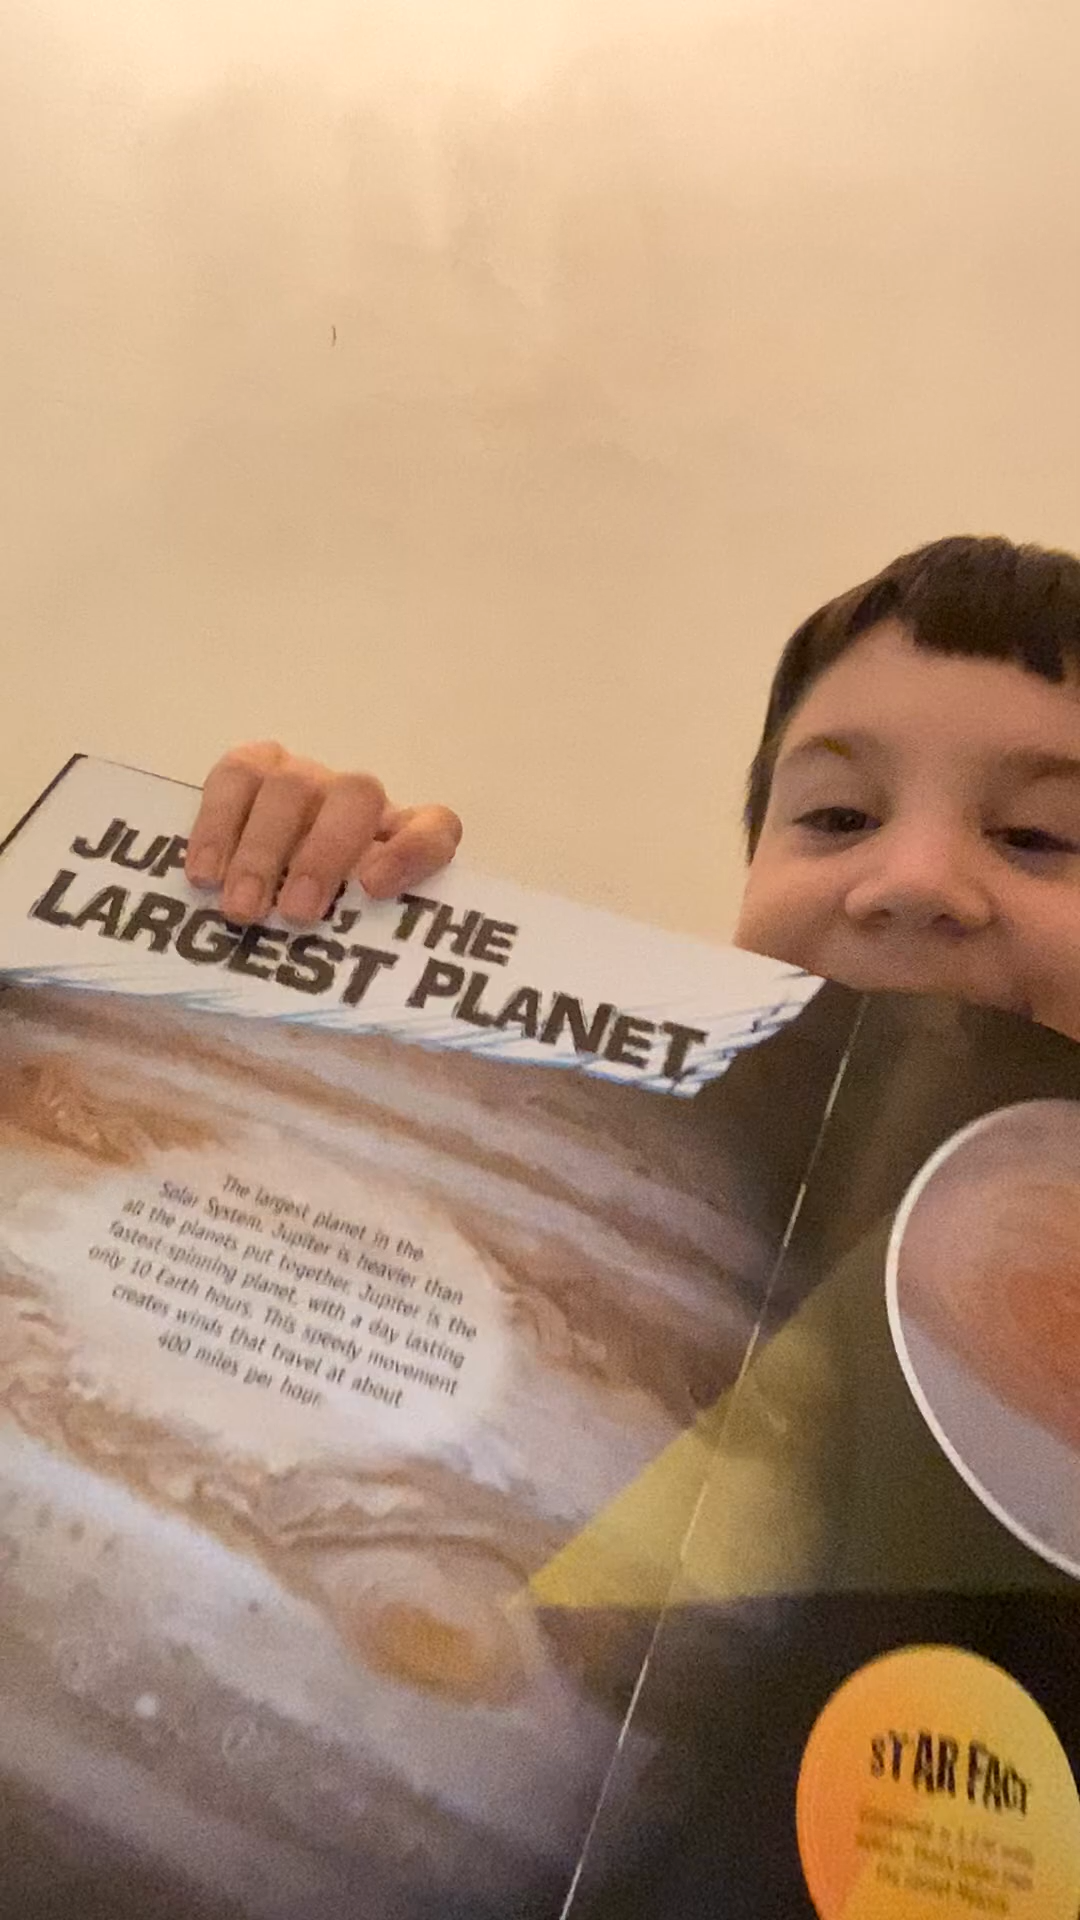 JUP , THE
LARGEST PLANET
The largest planet in the
Solar System, Jupiter is heavier than
all the planets put together. Jupiter is the
fastest-spinning planet, with a day lasting
only 10 Earth hours. This speedy movement
creates winds that travel at about
400 miles per hour.
STAR FACT